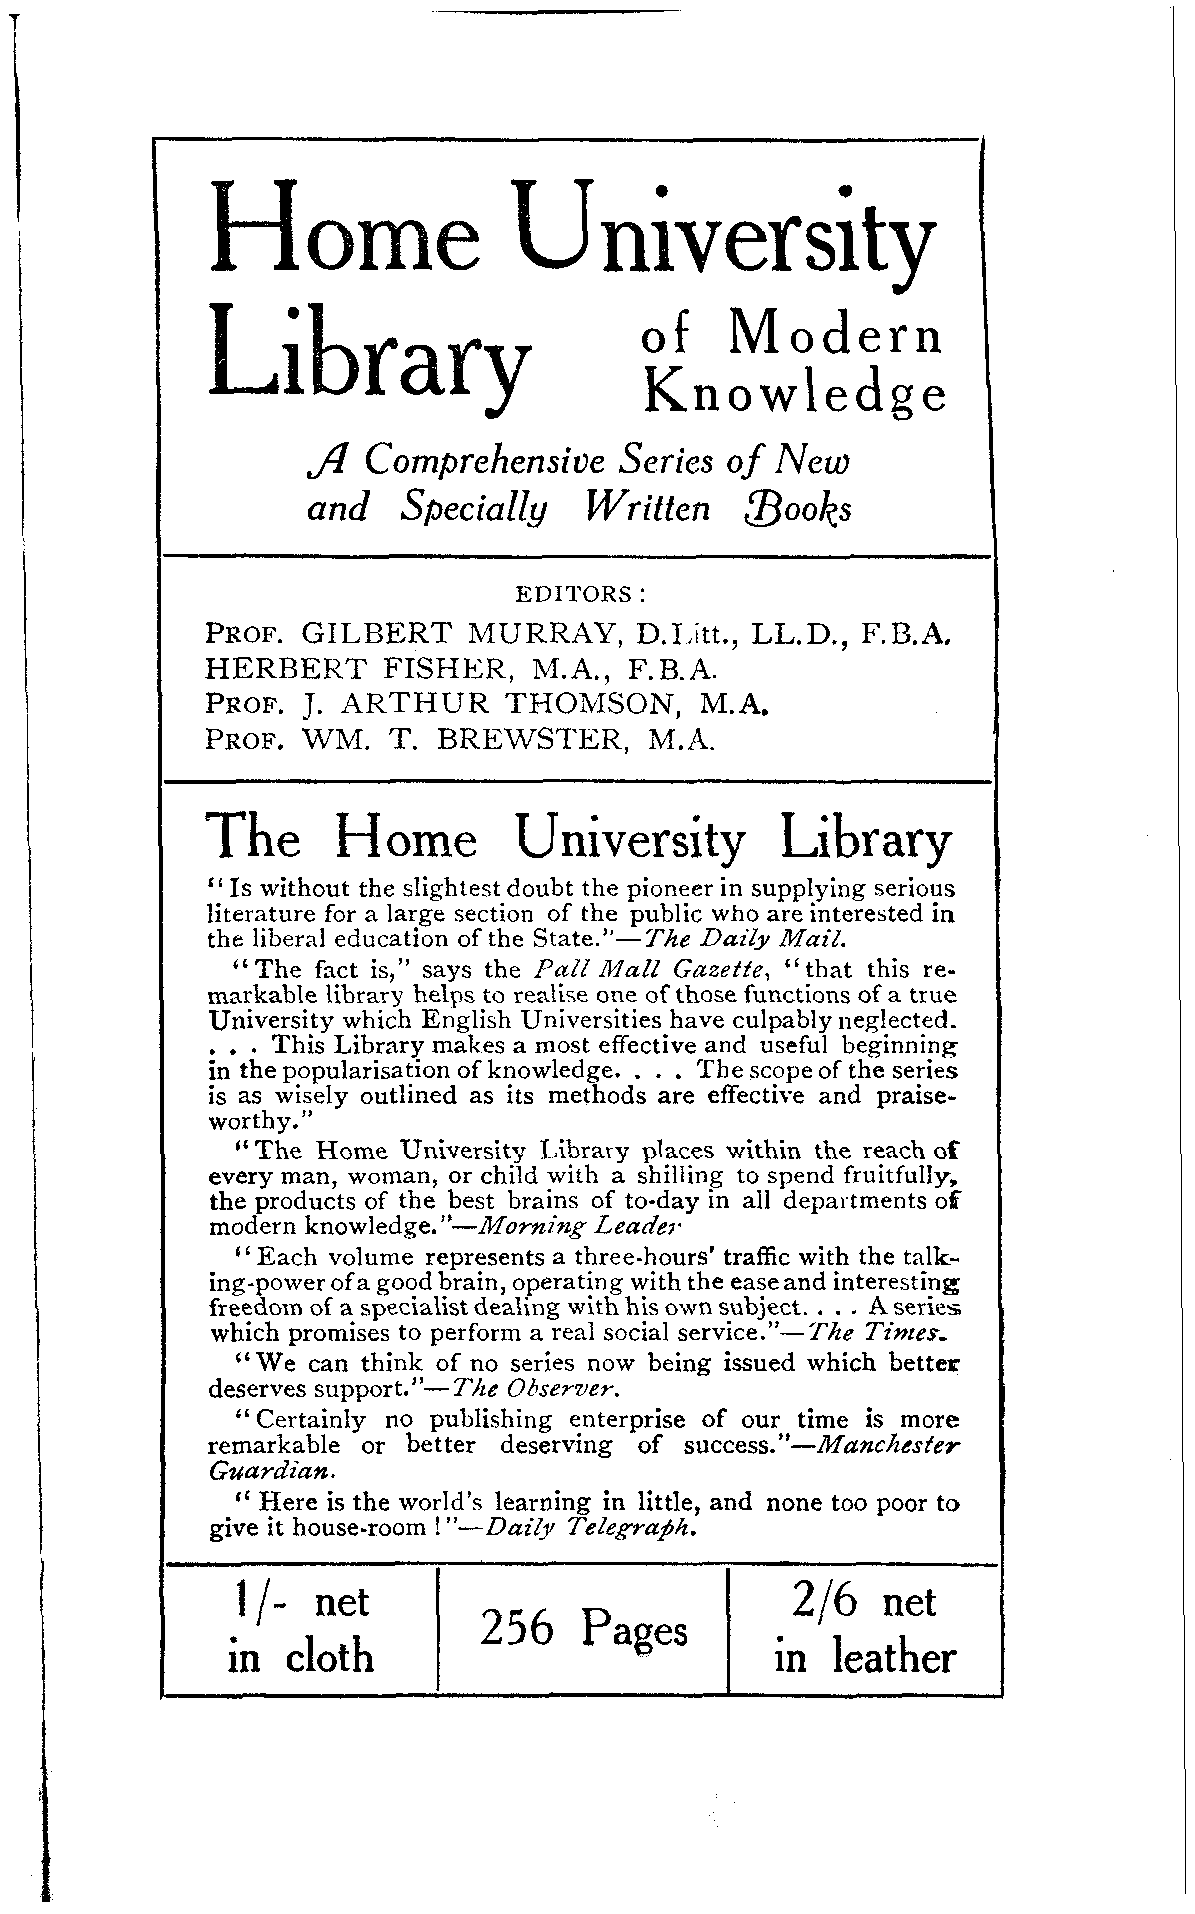 Home University
Library of Modern
Knowledge
A Comprehensive Series of New
and Specially Written Books
EDITORS:
PROF. GILBERT MURRAY, D.Litt., LL.D., F.B.A.
HERBERT FISHER, M.A., F.B.A.
PROF. J. ARTHUR THOMSON, M.A.
PROF. WM. T. BREWSTER, M.A.
The Home University Library
"Is without the slightest doubt the pioneer in supplying serious
literature for a large section of the public who are interested in
the liberal education of the State."—The Daily Mail.
"The fact is," says the Pall Mall Gazette, "that this re-
markable library helps to realise one of those functions of a true
University which English Universities have culpably neglected.
. . . This Library makes a most effective and useful beginning
in the popularisation of knowledge. . . . The scope of the series
is as wisely outlined as its methods are effective and praise-
worthy."
"The Home University Library places within the reach of
every man, woman, or child with a shilling to spend fruitfully,
the products of the best brains of to-day in all departments of
modern knowledge."—Morning Leader
"Each volume represents a three-hours' traffic with the talk-
ing-power of a good brain, operating with the ease and interesting
freedom of a specialist dealing with his own subject. . . . A series
which promises to perform a real social service."—The Times.
"We can think of no series now being issued which better
deserves support."—The Observer.
"Certainly no publishing enterprise of our time is more
remarkable or better deserving of success."—Manchester
Guardian.
"Here is the world's learning in little, and none too poor to
give it house-room!"—Daily Telegraph.
1/- net
in cloth
256 Pages
2/6 net
in leather